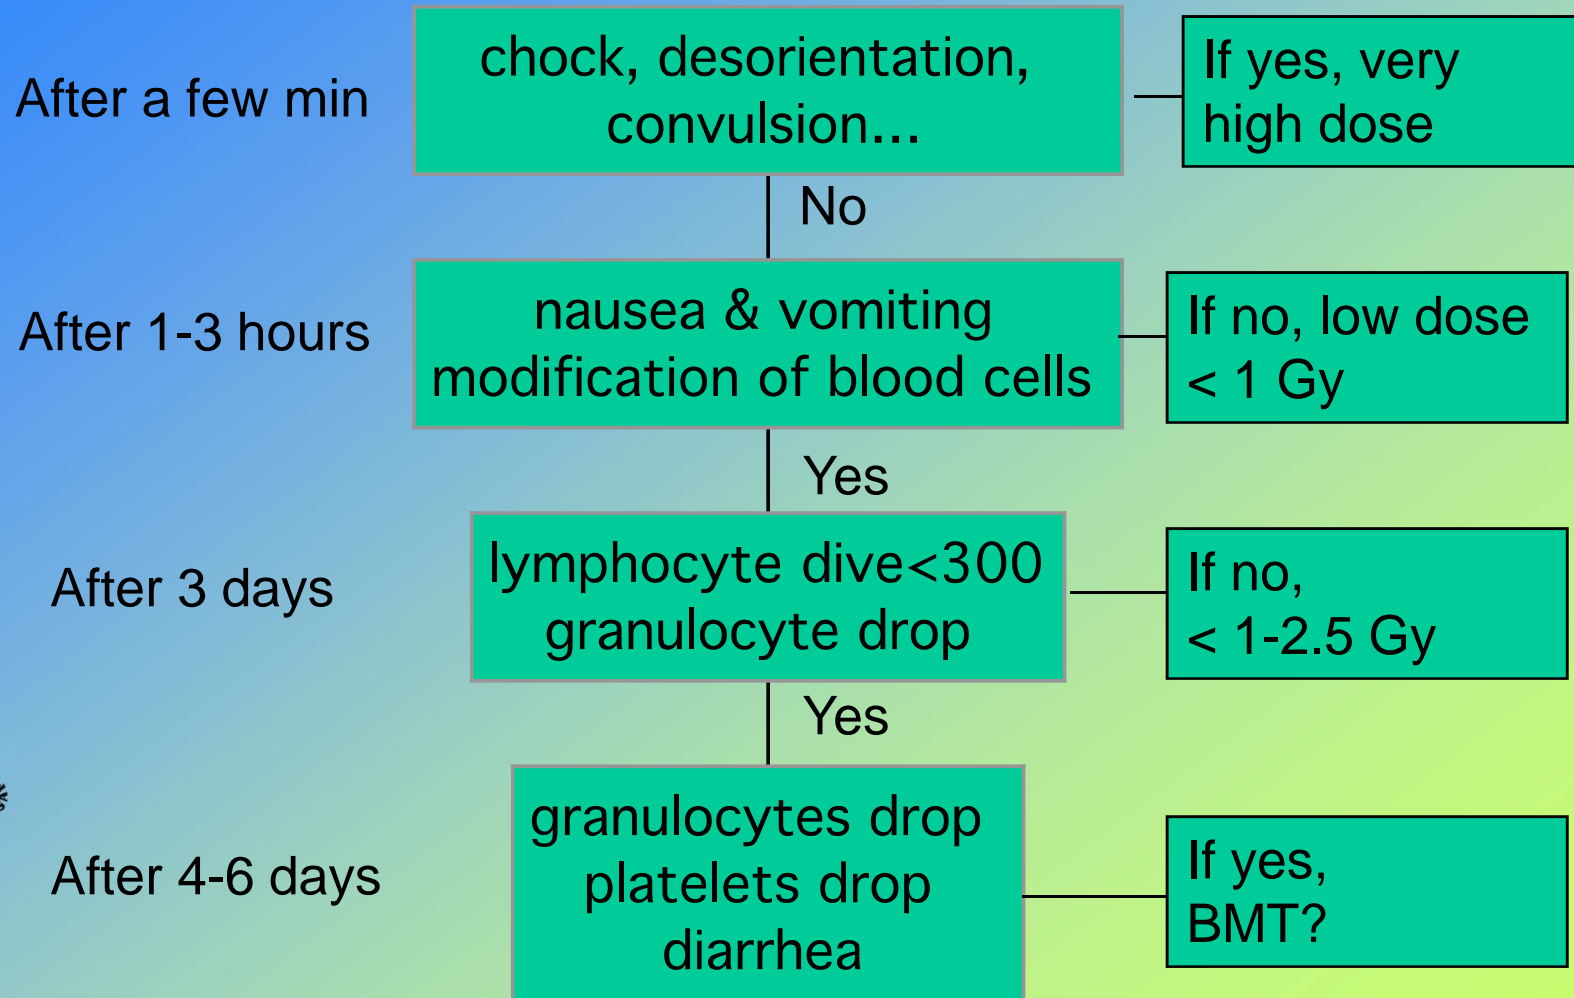 After a few min
chock, desorientation,
convulsion...
If yes, very
high dose
No
After 1-3 hours
nausea & vomiting
modification of blood cells
If no, low dose
< 1 Gy
Yes
After 3 days
lymphocyte dive<300
granulocyte drop
If no,
< 1-2.5 Gy
Yes
*
After 4-6 days
granulocytes drop
platelets drop
diarrhea
If yes,
BMT?